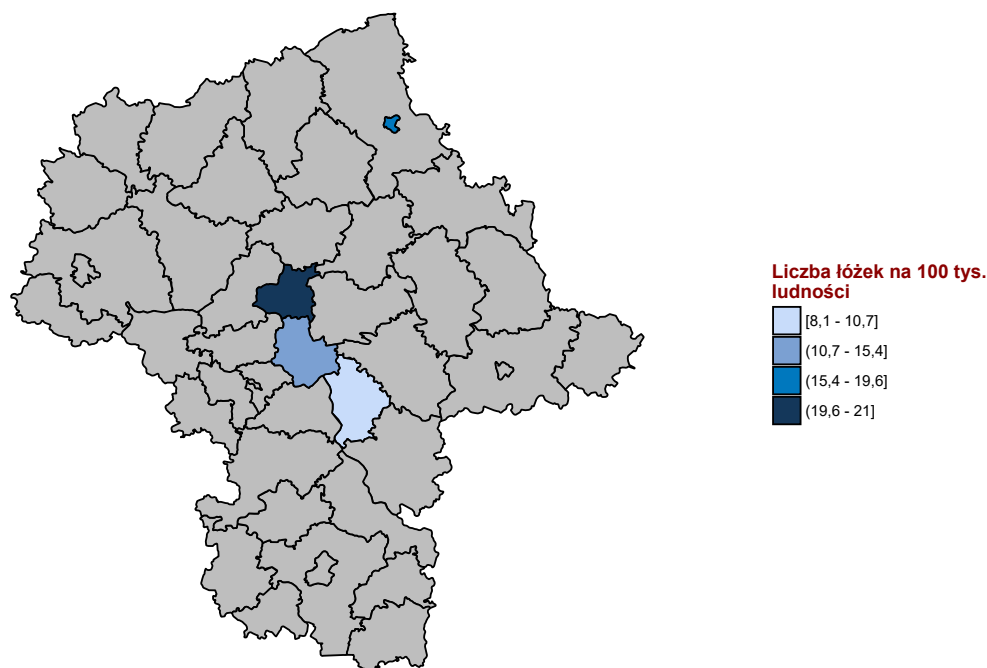 Liczba łóżek na 100 tys.
ludności
[8,1 - 10,7]
(10,7 - 15,4]
(15,4 - 19,6]
(19,6 - 21]